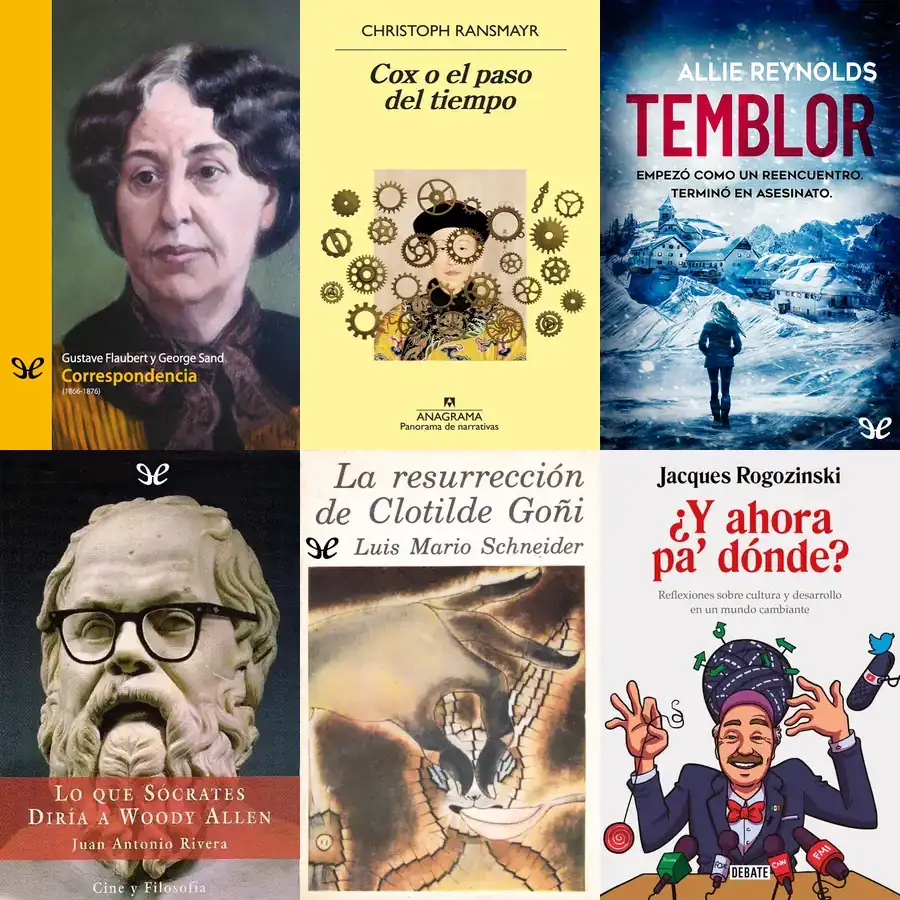 Gustave Flaubert y George Sand
Correspondencia
(1866-1876)
CHRISTOPH RANSMAYR
Cox o el paso
del tiempo
ANAGRAMA
Panorama de narrativas
ALLIE REYNOLDS
TEMBLOR
EMPEZÓ COMO UN REENCUENTRO.
TERMINÓ EN ASESINATO.
LO QUE SÓCRATES
DIRÍA A WOODY ALLEN
Juan Antonio Rivera
Cine y Filosofía
La resurrección
de Clotilde Goñi
Luis Mario Schneider
Jacques Rogozinski
¿Y ahora
pa' dónde?
Reflexiones sobre cultura y desarrollo
en un mundo cambiante
CNN
FMI
DEBATE